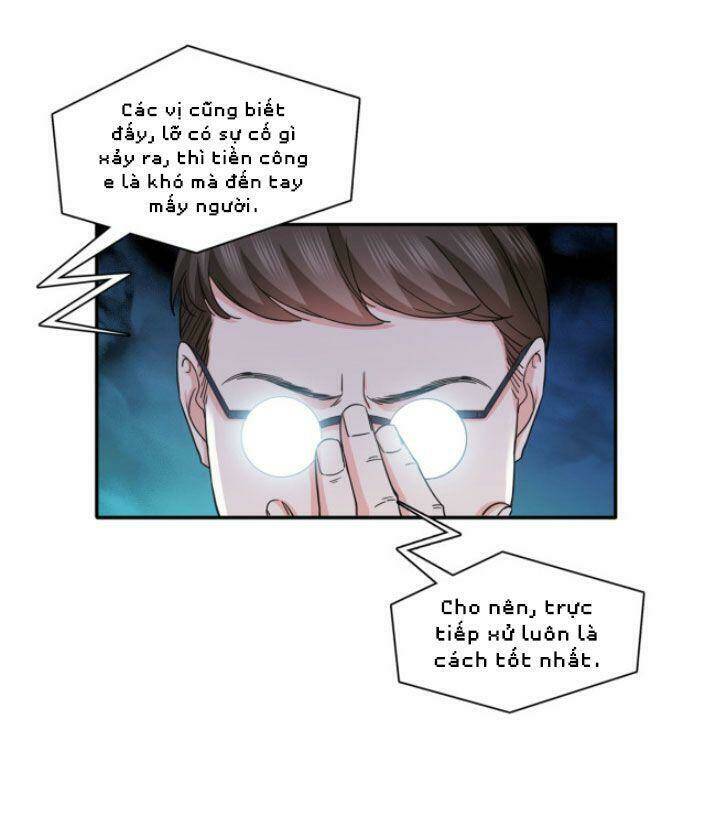 Các vị cũng biết
đấy, lỡ có sự cố gì
xảy ra, thì tiền công
e là khó mà đến tay
mấy người.
Cho nên, trực
tiếp xử luôn là
cách tốt nhất.